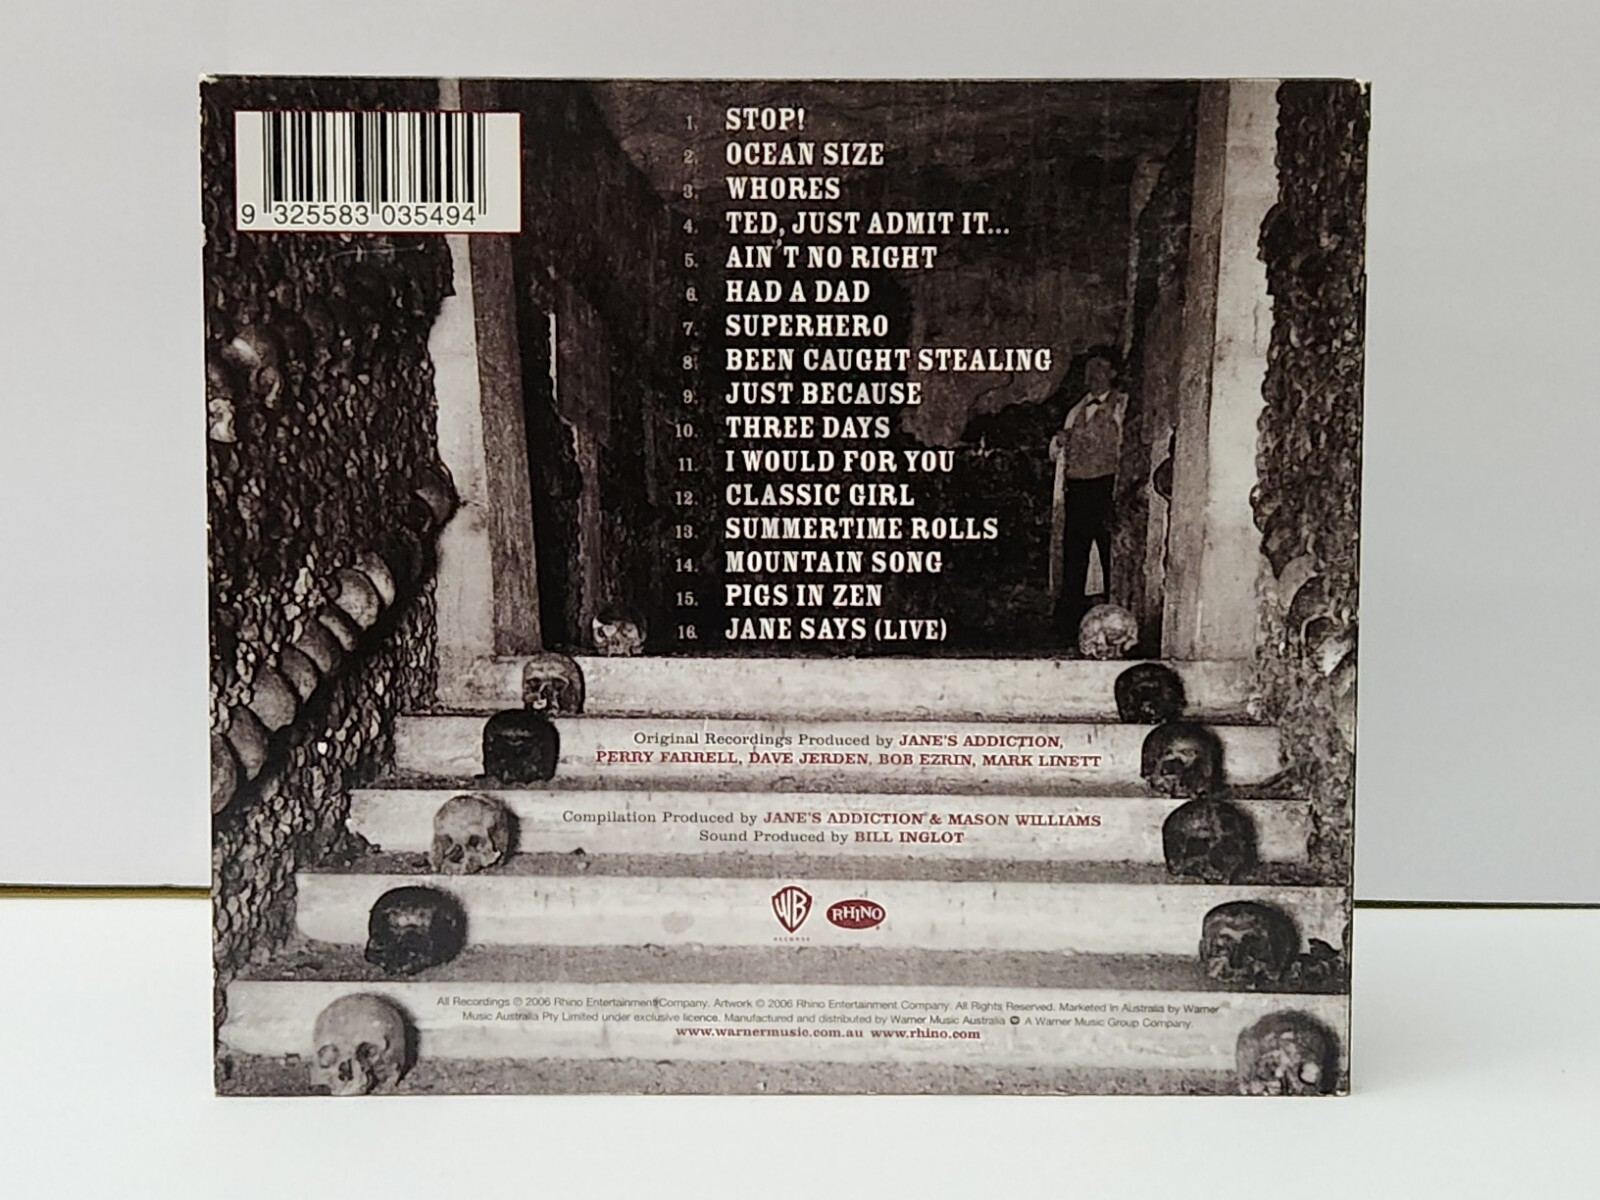 9 325583 035494
1. STOP!
2. OCEAN SIZE
3. WHORES
4. TED, JUST ADMIT IT...
5. AIN'T NO RIGHT
6. HAD A DAD
7. SUPERHERO
8. BEEN CAUGHT STEALING
9. JUST BECAUSE
10. THREE DAYS
11. I WOULD FOR YOU
12. CLASSIC GIRL
13. SUMMERTIME ROLLS
14. MOUNTAIN SONG
15. PIGS IN ZEN
16. JANE SAYS (LIVE)
Original Recordings Produced by JANE'S ADDICTION,
PERRY FARRELL, DAVE JERDEN, BOB EZRIN, MARK LINETT
Compilation Produced by JANE'S ADDICTION & MASON WILLIAMS
Sound Produced by BILL INGLOT
WB RHINO
RECORDS
All Recordings ℗ 2006 Rhino Entertainment Company. Artwork © 2006 Rhino Entertainment Company. All Rights Reserved. Marketed in Australia by Warner
Music Australia Pty Limited under exclusive licence. Manufactured and distributed by Warner Music Australia A Warner Music Group Company.
www.warnermusic.com.au www.rhino.com